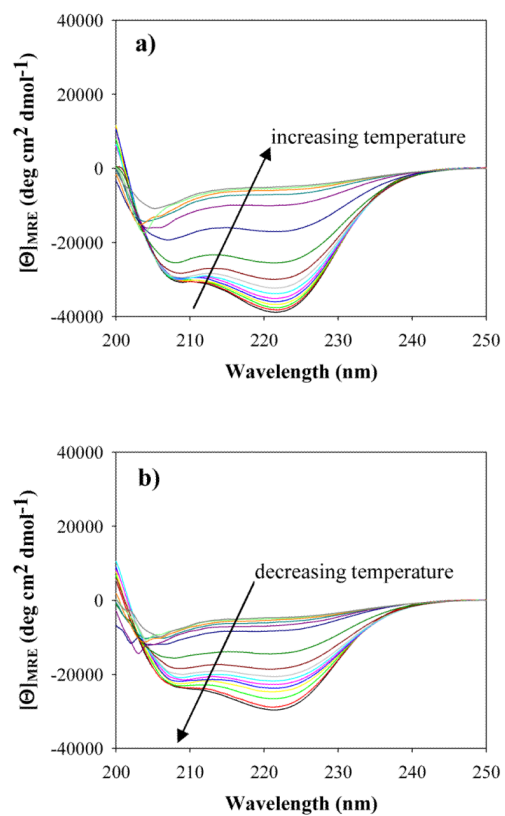 40000
a)
20000
increasing temperature
0
[Θ]MRE (deg cm2 dmol-1)
-20000
-40000
200 210 220 230 240 250
Wavelength (nm)
40000
b)
20000
decreasing temperature
0
[Θ]MRE (deg cm2 dmol-1)
-20000
-40000
200 210 220 230 240 250
Wavelength (nm)